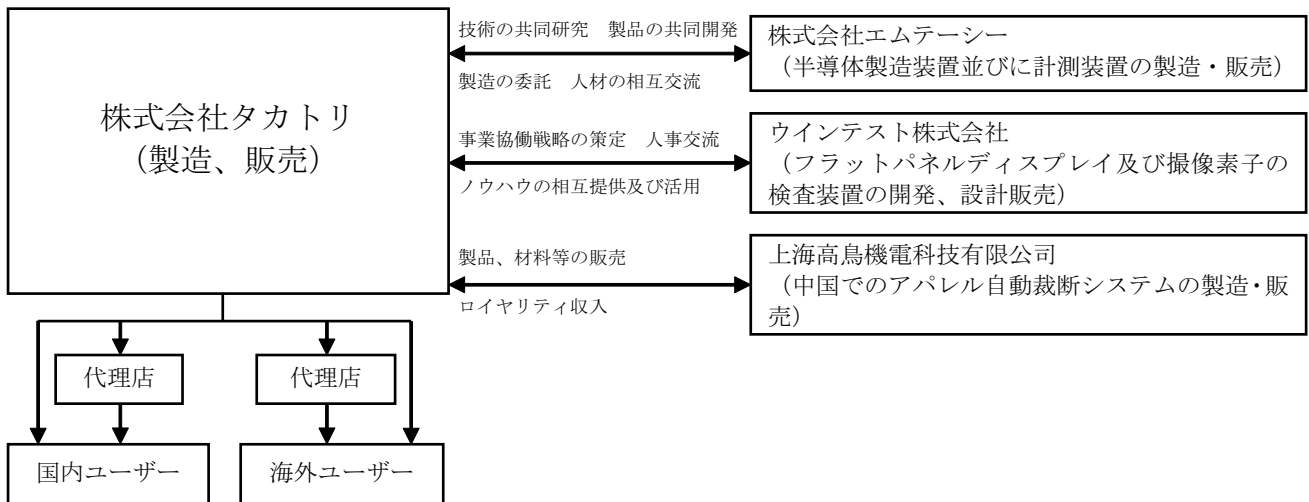 株式会社タカトリ
（製造、販売）
技術の共同研究　製品の共同開発
製造の委託　人材の相互交流
株式会社エムテーシー
（半導体製造装置並びに計測装置の製造・販売）
事業協働戦略の策定　人事交流
ノウハウの相互提供及び活用
ウインテスト株式会社
（フラットパネルディスプレイ及び撮像素子の
検査装置の開発、設計販売）
製品、材料等の販売
ロイヤリティ収入
上海高鳥機電科技有限公司
（中国でのアパレル自動裁断システムの製造・販
売）
代理店
代理店
国内ユーザー
海外ユーザー